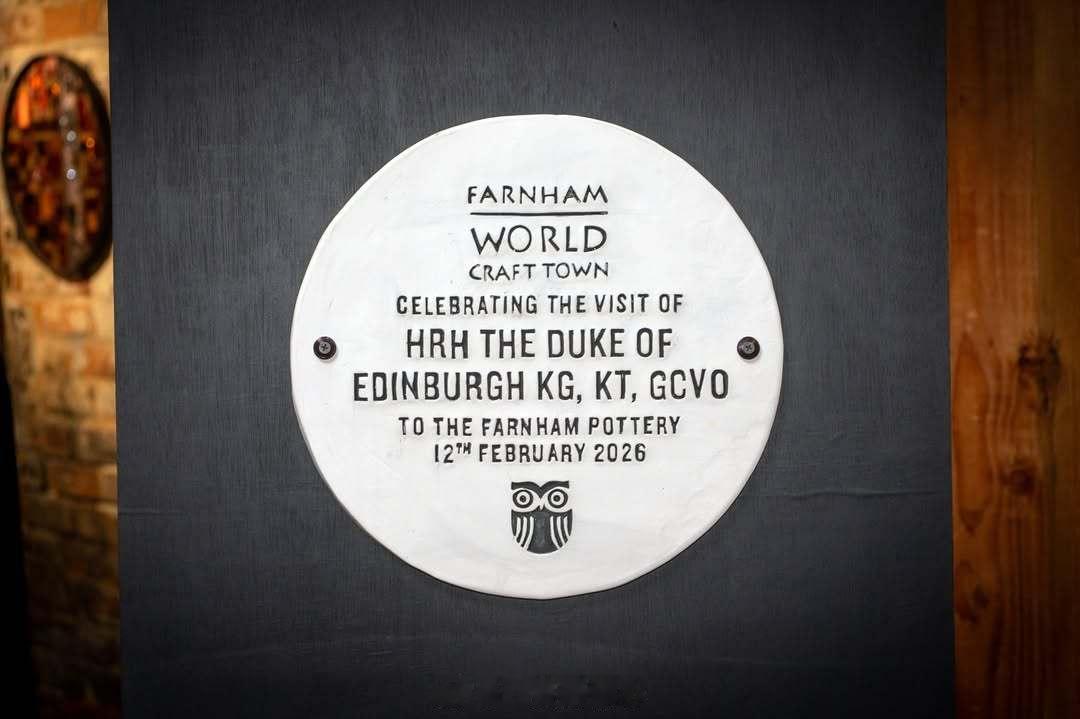 FARNHAM
WORLD
CRAFT TOWN
CELEBRATING THE VISIT OF
HRH THE DUKE OF
EDINBURGH KG, KT, GCVO
TO THE FARNHAM POTTERY
12TH FEBRUARY 2026